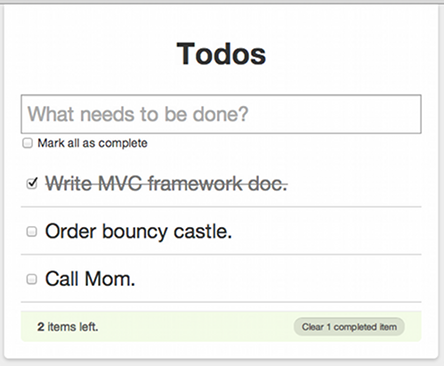 Todos
What needs to be done?
Mark all as complete
Write MVC framework doc.
Order bouncy castle.
Call Mom.
2 items left.
Clear 1 completed item